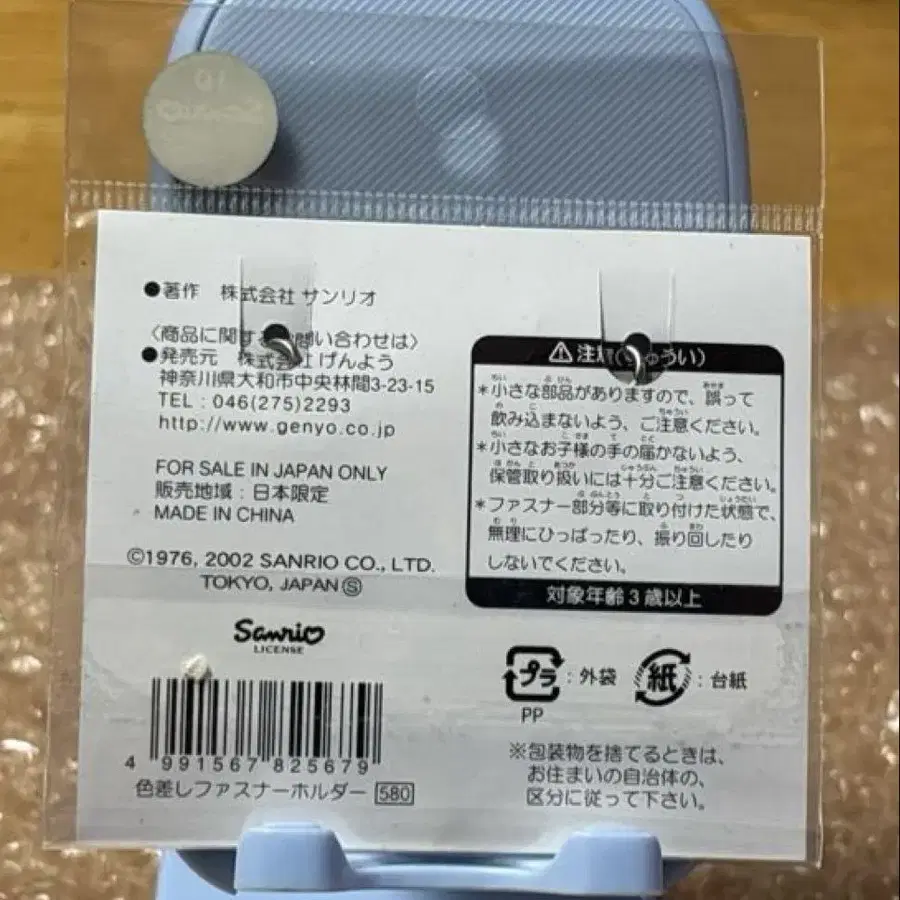 ●著作 株式会社 サンリオ
〈商品に関するお問い合わせは〉
●発売元 株式会社 げんよう
神奈川県大和市中央林間3-23-15
TEL : 046(275)2293
http://www.genyo.co.jp
FOR SALE IN JAPAN ONLY
販売地域：日本限定
MADE IN CHINA
©1976, 2002 SANRIO CO., LTD.
TOKYO, JAPAN Ⓢ
Sanrio
LICENSE
4 991567 825679
色差しファスナーホルダー 580
⚠注意(ちゅうい)
*小さな部品がありますので、誤って
飲み込まないよう、ご注意ください。
*小さなお子様の手の届かないよう、
保管取り扱いには十分ご注意ください。
*ファスナー部分等に取り付けた状態で、
無理にひっぱったり、振り回したり
しないでください。
対象年齢3歳以上
プラ : 外袋
PP
紙 : 台紙
※包装物を捨てるときは、
お住まいの自治体の、
区分に従って下さい。